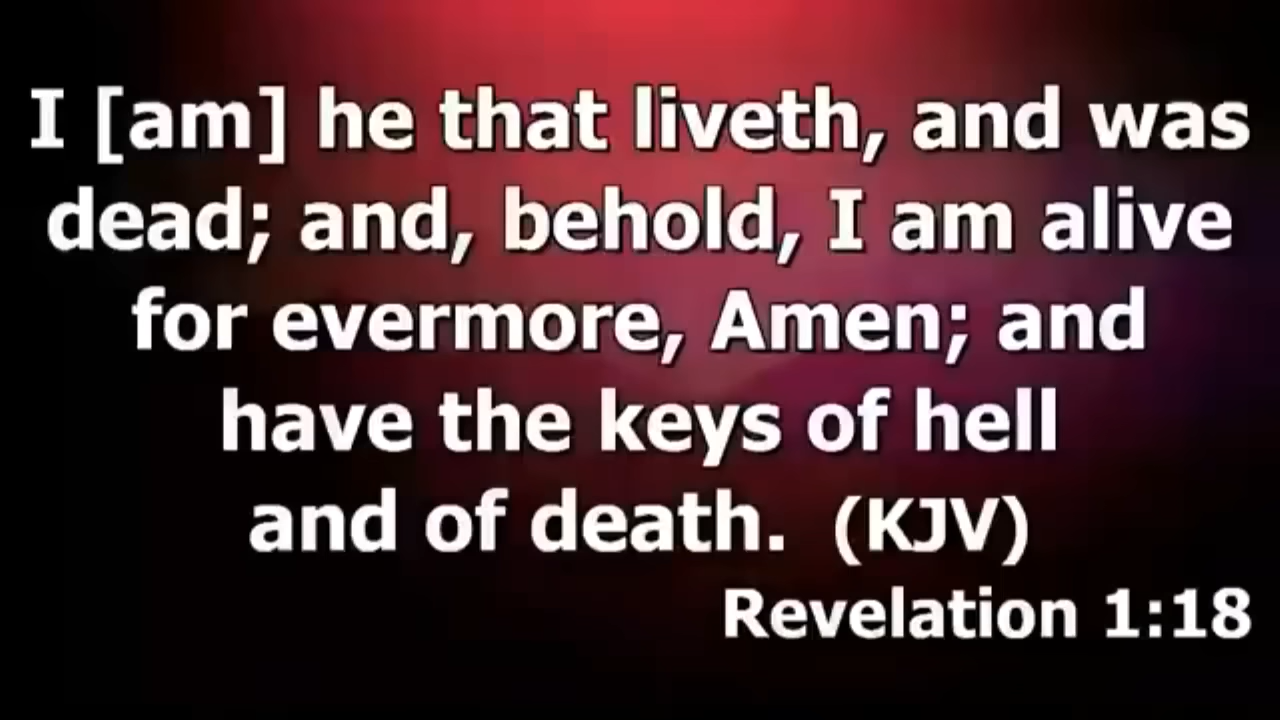 I [am] he that liveth, and was
dead; and, behold, I am alive
for evermore, Amen; and
have the keys of hell
and of death.  (KJV)
Revelation 1:18